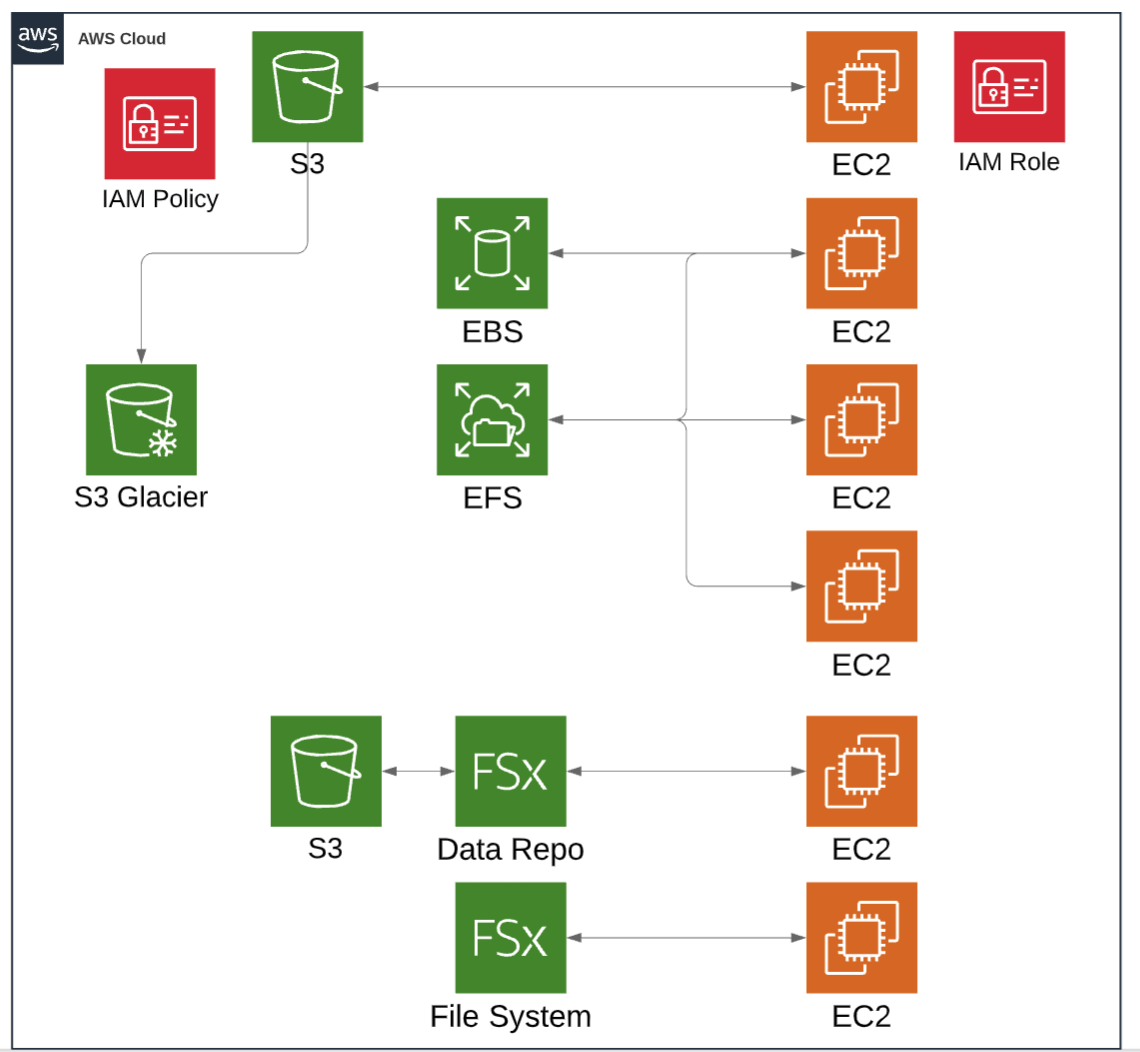 aws
AWS Cloud
IAM Policy
S3
EC2
IAM Role
EBS
EC2
S3 Glacier
EFS
EC2
EC2
S3
FSx
Data Repo
EC2
FSx
File System
EC2